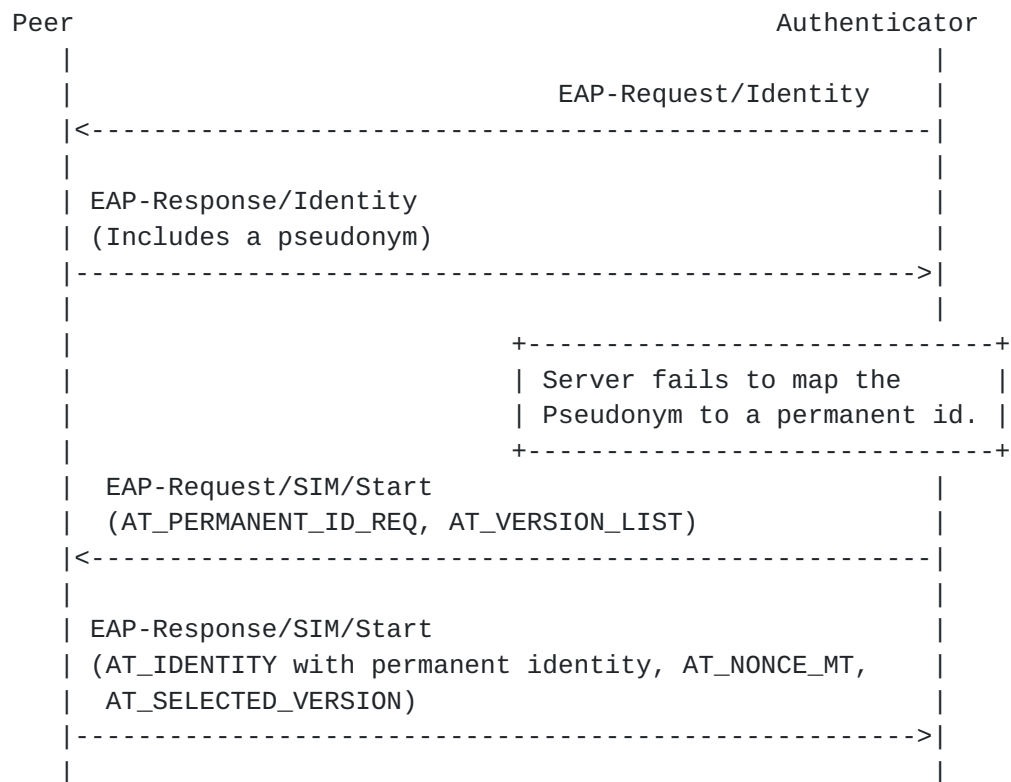 Peer Authenticator
EAP-Request/Identity
EAP-Response/Identity
(Includes a pseudonym)
Server fails to map the
Pseudonym to a permanent id.
EAP-Request/SIM/Start
(AT_PERMANENT_ID_REQ, AT_VERSION_LIST)
EAP-Response/SIM/Start
(AT_IDENTITY with permanent identity, AT_NONCE_MT,
AT_SELECTED_VERSION)